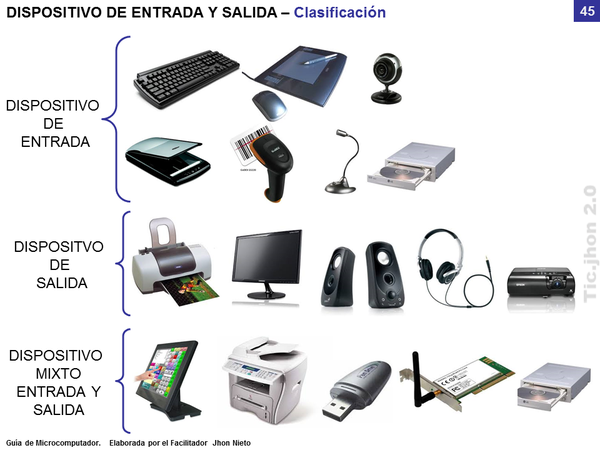 DISPOSITIVO DE ENTRADA Y SALIDA – Clasificación
45
DISPOSITIVO
DE
ENTRADA
DISPOSITVO
DE
SALIDA
DISPOSITIVO
MIXTO
ENTRADA Y
SALIDA
Tic.jhon 2.0
Guía de Microcomputador. Elaborada por el Facilitador Jhon Nieto